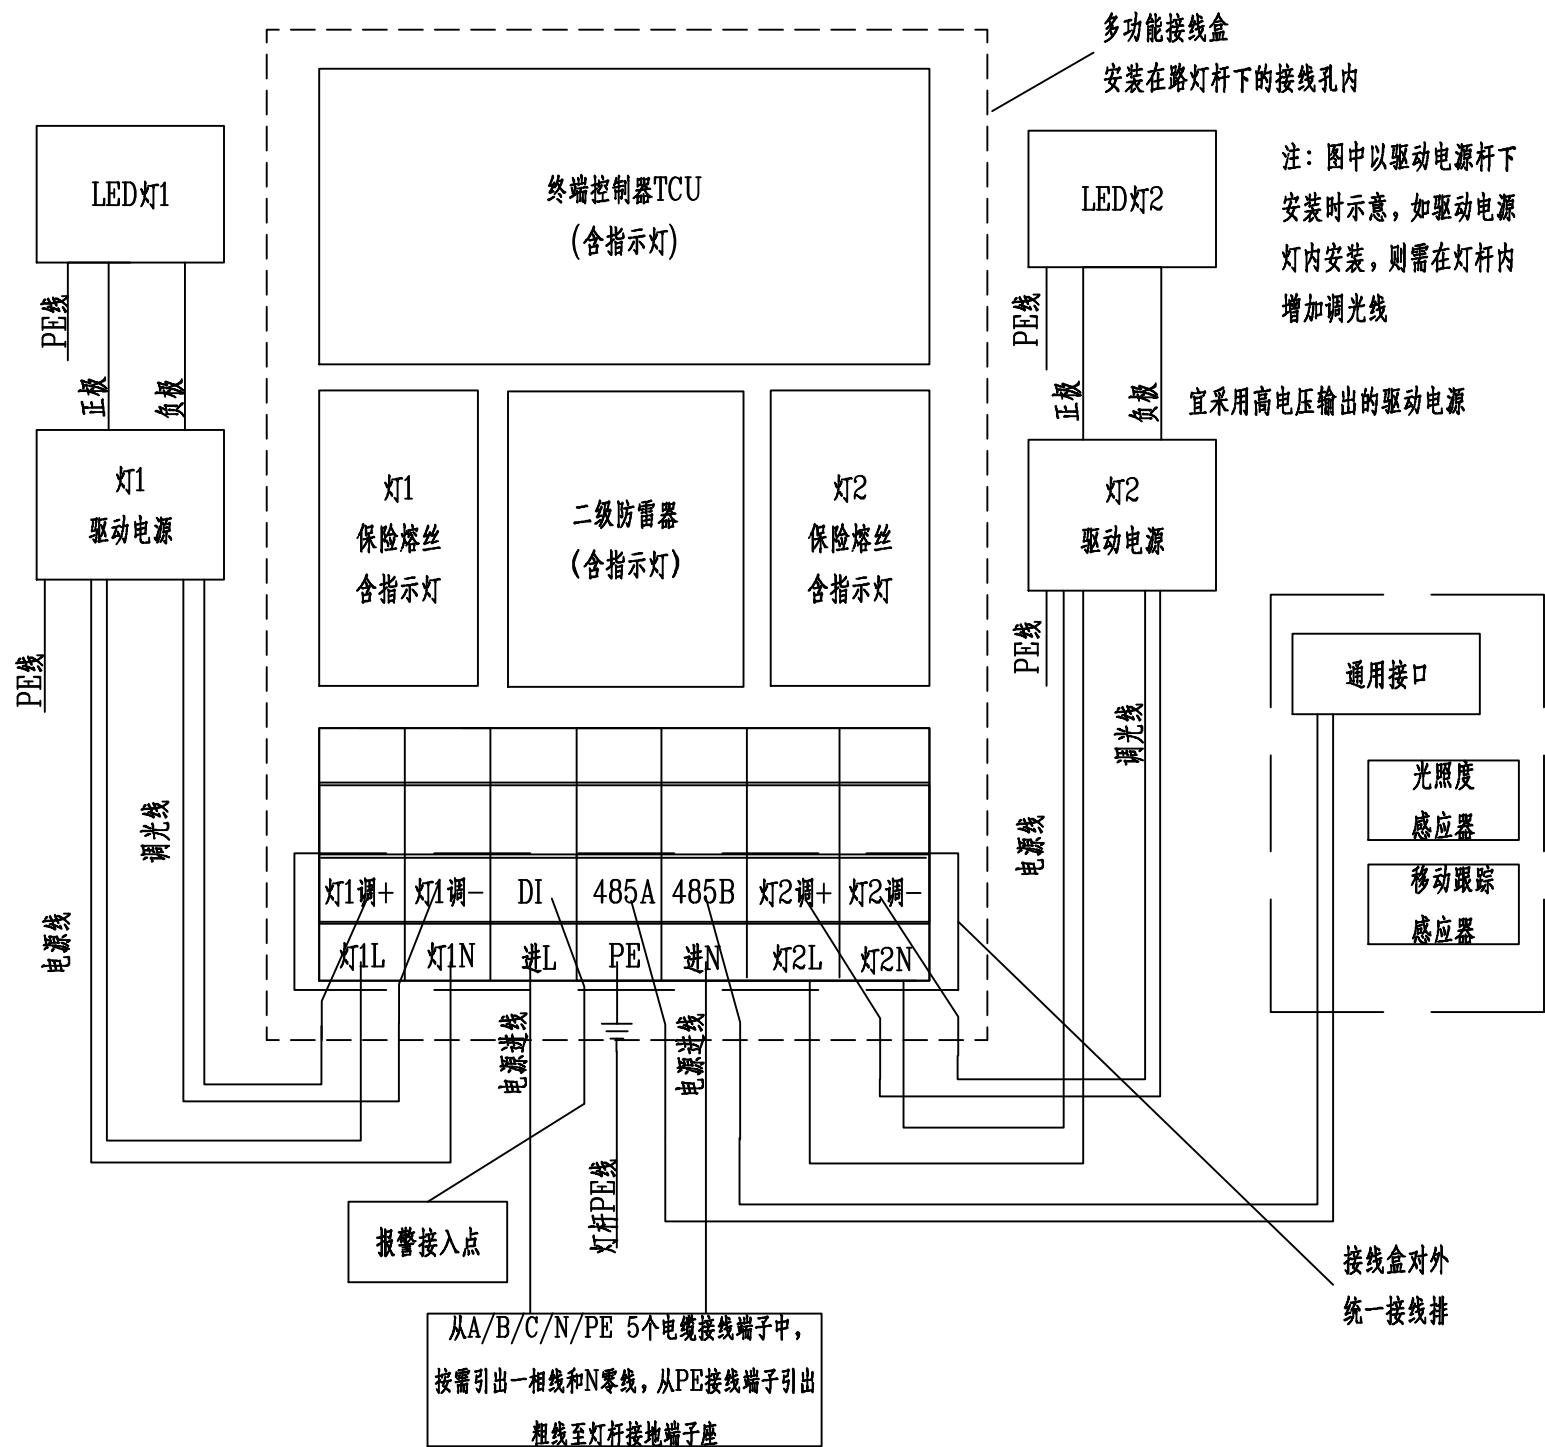 多功能接线盒
安装在路灯杆下的接线孔内
LED灯1
终端控制器TCU
(含指示灯)
LED灯2
注：图中以驱动电源杆下
安装时示意，如驱动电源
灯内安装，则需在灯杆内
增加调光线
PE线
正极
负极
PE线
正极
负极
宜采用高电压输出的驱动电源
灯1
驱动电源
灯1
保险熔丝
含指示灯
二级防雷器
(含指示灯)
灯2
保险熔丝
含指示灯
灯2
驱动电源
PE线
PE线
通用接口
调光线
光照度
感应器
移动跟踪
感应器
调光线
电源线
电源线
灯1调+
灯1调-
DI
485A
485B
灯2调+
灯2调-
灯1L
灯1N
进L
PE
进N
灯2L
灯2N
电源进线
电源进线
灯杆PE线
报警接入点
接线盒对外
统一接线排
从A/B/C/N/PE 5个电缆接线端子中，
按需引出一相线和N零线，从PE接线端子引出
粗线至灯杆接地端子座